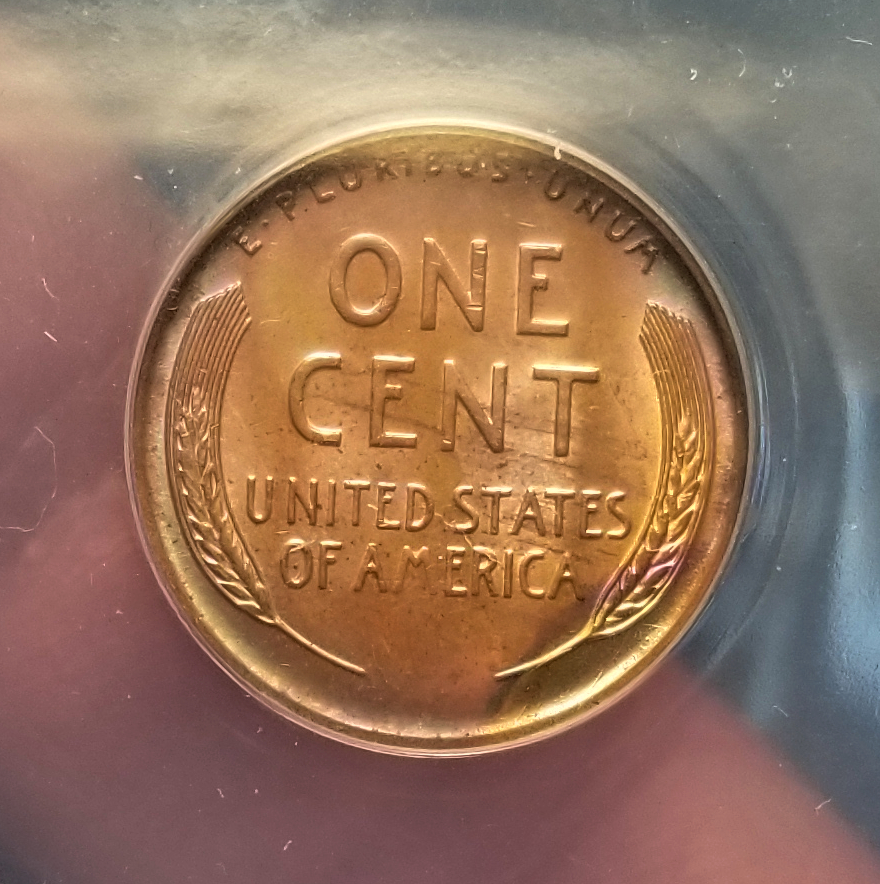 E·PLURIBUS·UNUM
ONE
CENT
UNITED STATES
OF AMERICA